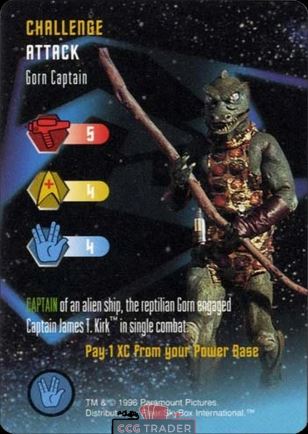 CHALLENGE
ATTACK
Gorn Captain
5
4
4
CAPTAIN of an alien ship, the reptilian Gorn engaged
Captain James T. Kirk™ in single combat.
Pay 1 XC From your Power Base
TM & © 1996 Paramount Pictures.
SkyBox International.™
CCG TRADER